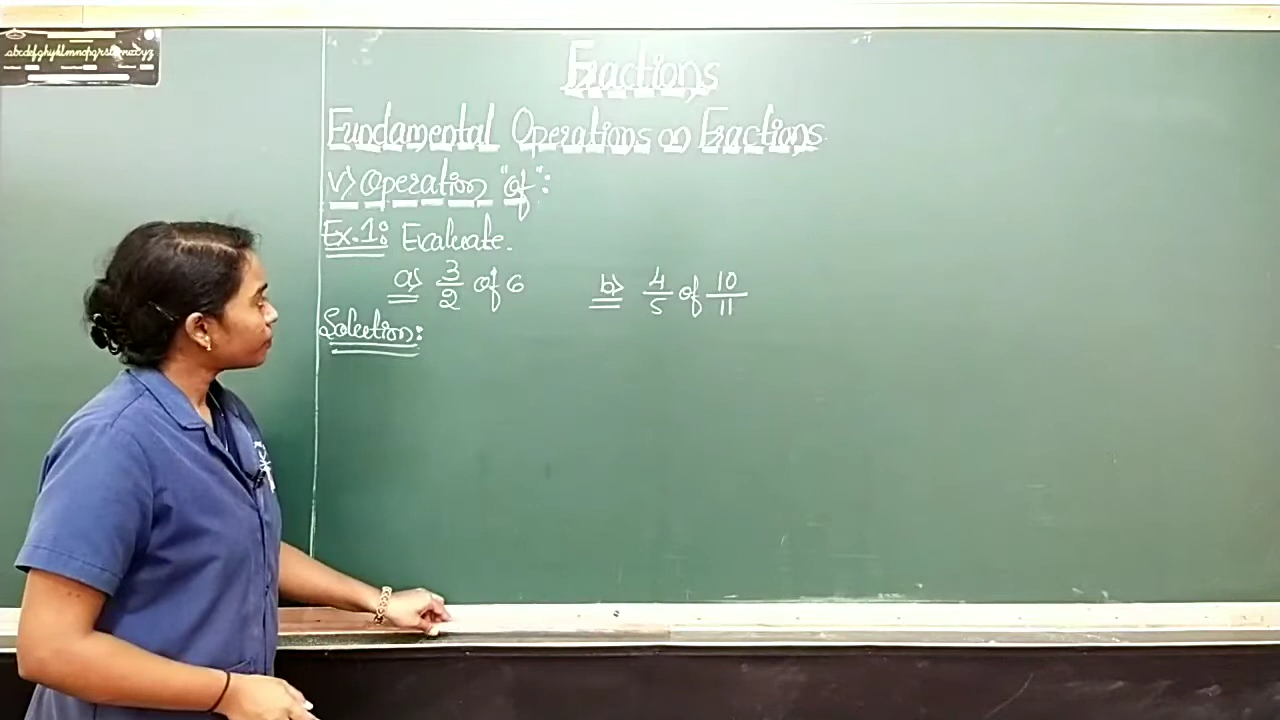 abcdefghijklmnopqrstuvwxyz
Fractions
Fundamental Operations on Fractions
v> Operation "of":
Ex.1: Evaluate.
a> 3/2 of 6 b> 4/5 of 10/11
Solution: